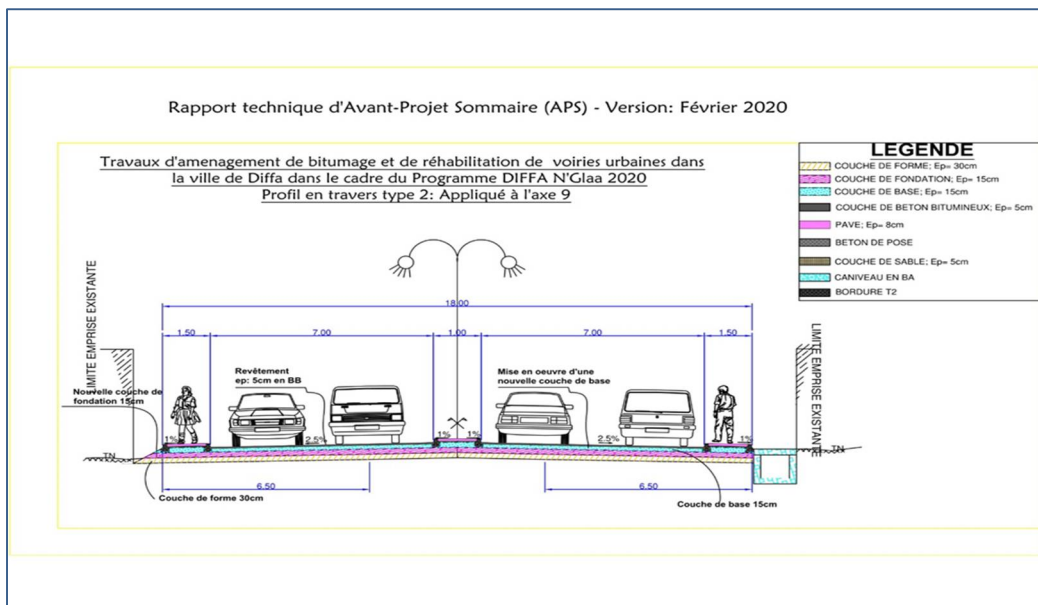 Rapport technique d'Avant-Projet Sommaire (APS) - Version: Février 2020
Travaux d'amenagement de bitumage et de réhabilitation de voiries urbaines dans
la ville de Diffa dans le cadre du Programme DIFFA N'Glaa 2020
Profil en travers type 2: Appliqué à l'axe 9
LEGENDE
COUCHE DE FORME; Ep= 30cm
COUCHE DE FONDATION; Ep= 15cm
COUCHE DE BASE; Ep= 15cm
COUCHE DE BETON BITUMINEUX; Ep= 5cm
PAVE; Ep= 8cm
BETON DE POSE
COUCHE DE SABLE; Ep= 5cm
CANIVEAU EN BA
BORDURE T2
LIMITE EMPRISE EXISTANTE
18.00
1.50
7.00
1.00
7.00
1.50
LIMITE EMPRISE EXISTANTE
Nouvelle couche de
fondation 15cm
Revêtement
ep: 5cm en BB
Mise en oeuvre d'une
nouvelle couche de base
1%
2.5%
1%
1%
2.5%
1%
TN
TN
6.50
6.50
Couche de forme 30cm
Couche de base 15cm